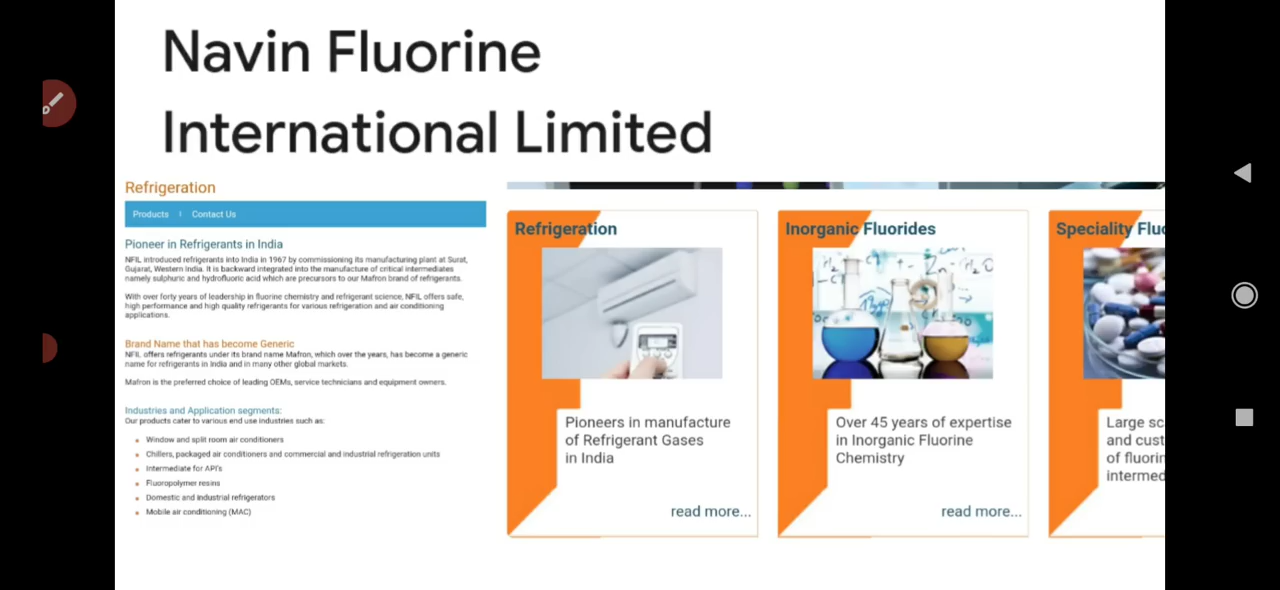 Navin Fluorine
International Limited
Refrigeration
Products | Contact Us
Pioneer in Refrigerants in India
NFIL introduced refrigerants into India in 1967 by commissioning its manufacturing plant at Surat,
Gujarat, Western India. It is backward integrated into the manufacture of critical intermediates
namely sulphuric and hydrofluoric acid which are precursors to our Mafron brand of refrigerants.
With over forty years of leadership in fluorine chemistry and refrigerant science, NFIL offers safe,
high performance and high quality refrigerants for various refrigeration and air conditioning
applications.
Brand Name that has become Generic
NFIL offers refrigerants under its brand name Mafron, which over the years, has become a generic
name for refrigerants in India and in many other global markets.
Mafron is the preferred choice of leading OEMs, service technicians and equipment owners.
Industries and Application segments:
Our products cater to various end use industries such as:
Window and split room air conditioners
Chillers, packaged air conditioners and commercial and industrial refrigeration units
Intermediate for API's
Fluoropolymer resins
Domestic and industrial refrigerators
Mobile air conditioning (MAC)
Refrigeration
Pioneers in manufacture
of Refrigerant Gases
in India
read more...
Inorganic Fluorides
Over 45 years of expertise
in Inorganic Fluorine
Chemistry
read more...
Speciality Fluo
Large sc
and cust
of fluorin
intermed